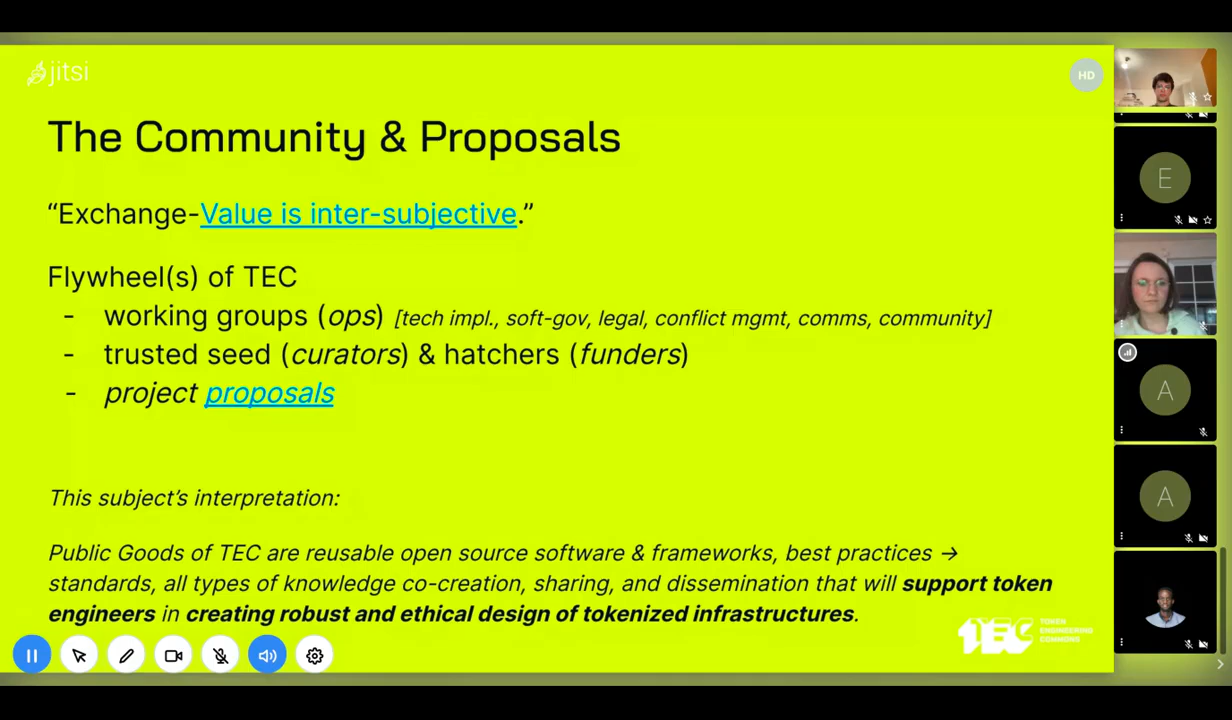 jitsi
HD
The Community & Proposals
“Exchange-Value is inter-subjective.”
Flywheel(s) of TEC
- working groups (ops) [tech impl., soft-gov, legal, conflict mgmt, comms, community]
- trusted seed (curators) & hatchers (funders)
- project proposals
This subject’s interpretation:
Public Goods of TEC are reusable open source software & frameworks, best practices →
standards, all types of knowledge co-creation, sharing, and dissemination that will support token
engineers in creating robust and ethical design of tokenized infrastructures.
TEC TOKEN
ENGINEERING
COMMONS
E
A
A